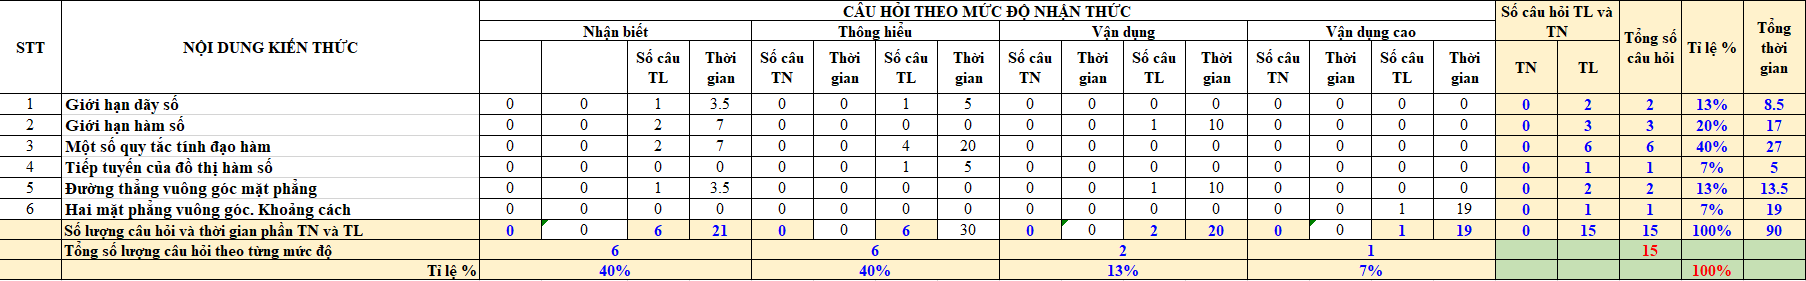 STT NỘI DUNG KIẾN THỨC CÂU HỎI THEO MỨC ĐỘ NHẬN THỨC Số câu hỏi TL và TN Tổng số câu hỏi Tỉ lệ % Tổng thời gian
Nhận biết Thông hiểu Vận dụng Vận dụng cao
Số câu TL Thời gian Số câu TN Thời gian Số câu TL Thời gian Số câu TN Thời gian Số câu TL Thời gian Số câu TN Thời gian Số câu TL Thời gian TN TL
1 Giới hạn dãy số 0 0 1 3.5 0 0 1 5 0 0 0 0 0 0 0 0 0 2 2 13% 8.5
2 Giới hạn hàm số 0 0 2 7 0 0 0 0 0 0 1 10 0 0 0 0 0 3 3 20% 17
3 Một số quy tắc tính đạo hàm 0 0 2 7 0 0 4 20 0 0 0 0 0 0 0 0 0 6 6 40% 27
4 Tiếp tuyến của đồ thị hàm số 0 0 0 0 0 0 1 5 0 0 0 0 0 0 0 0 0 1 1 7% 5
5 Đường thẳng vuông góc mặt phẳng 0 0 1 3.5 0 0 0 0 0 0 1 10 0 0 0 0 0 2 2 13% 13.5
6 Hai mặt phẳng vuông góc. Khoảng cách 0 0 0 0 0 0 0 0 0 0 0 0 0 0 1 19 0 1 1 7% 19
Số lượng câu hỏi và thời gian phần TN và TL 0 0 6 21 0 0 6 30 0 0 2 20 0 0 1 19 0 15 15 100% 90
Tổng số lượng câu hỏi theo từng mức độ 6 6 2 1 15
Tỉ lệ % 40% 40% 13% 7% 100%